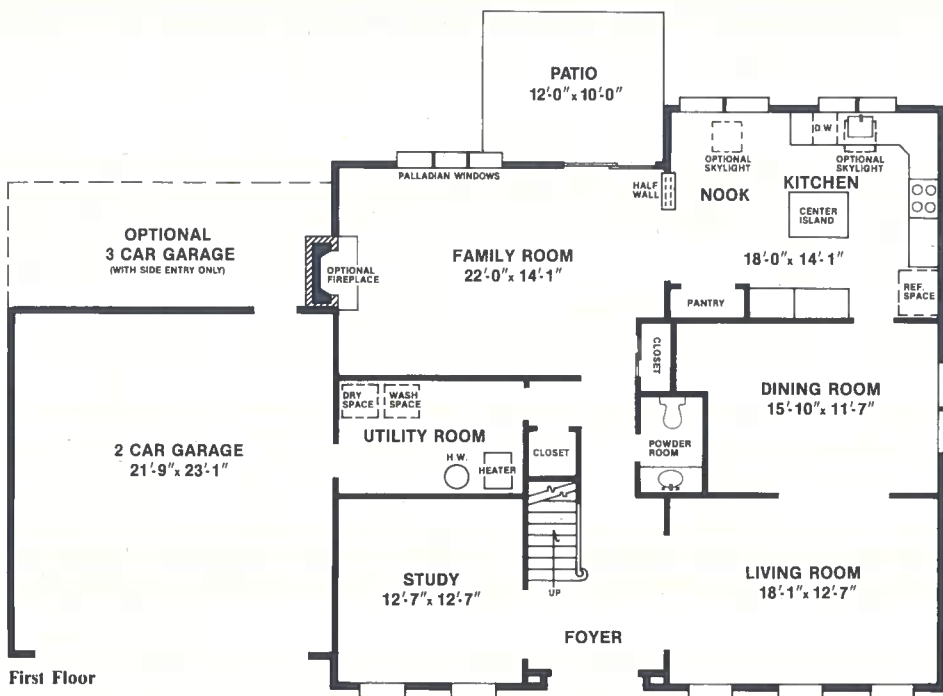 PATIO
12'-0" x 10'-0"
PALLADIAN WINDOWS
HALF
WALL
OPTIONAL
SKYLIGHT
NOOK
D.W.
OPTIONAL
SKYLIGHT
KITCHEN
CENTER
ISLAND
18'-0" x 14'-1"
REF.
SPACE
PANTRY
OPTIONAL
3 CAR GARAGE
(WITH SIDE ENTRY ONLY)
OPTIONAL
FIREPLACE
FAMILY ROOM
22'-0" x 14'-1"
CLOSET
DINING ROOM
15'-10" x 11'-7"
2 CAR GARAGE
21'-9" x 23'-1"
DRY
SPACE
WASH
SPACE
UTILITY ROOM
H.W.
HEATER
CLOSET
POWDER
ROOM
STUDY
12'-7" x 12'-7"
UP
FOYER
LIVING ROOM
18'-1" x 12'-7"
First Floor